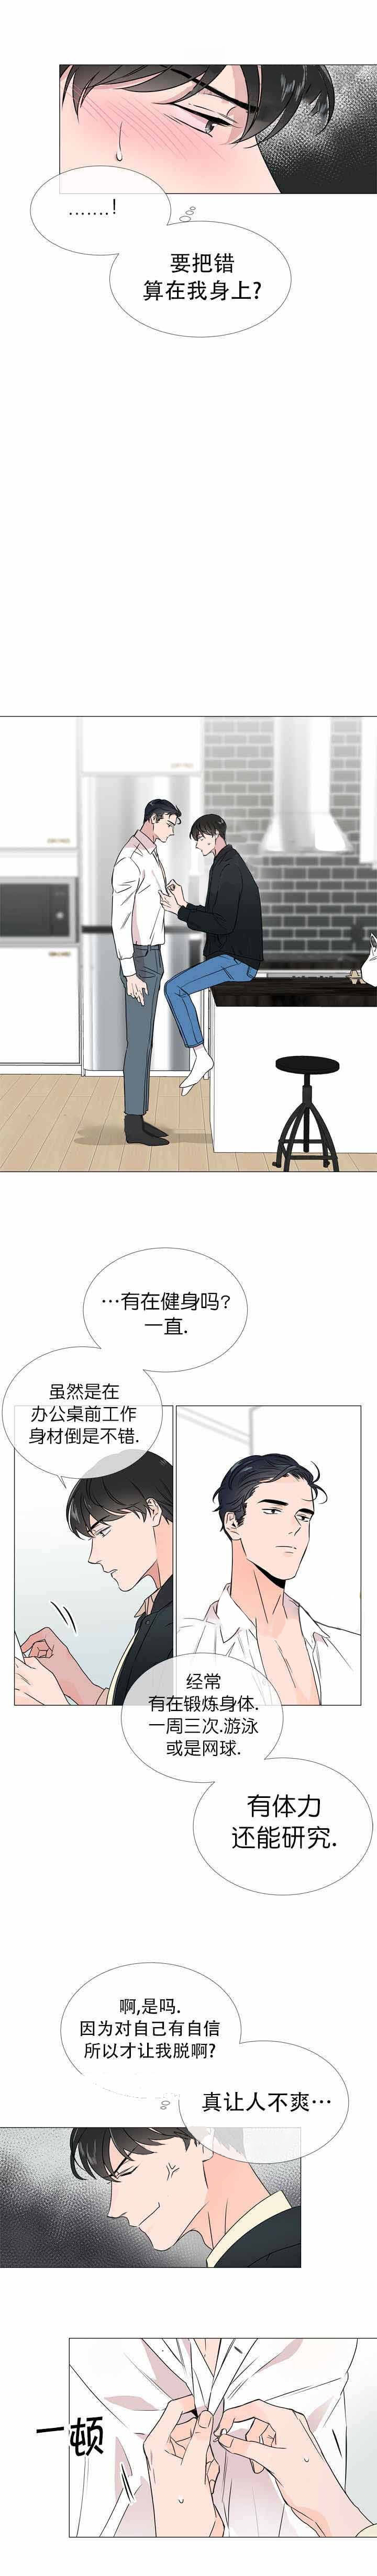 .......!
要把错
算在我身上?
…有在健身吗?
一直.
虽然是在
办公桌前工作
身材倒是不错.
经常
有在锻炼身体.
一周三次.游泳
或是网球.
有体力
还能研究.
啊,是吗.
因为对自己有自信
所以才让我脱啊?
真让人不爽…
一顿